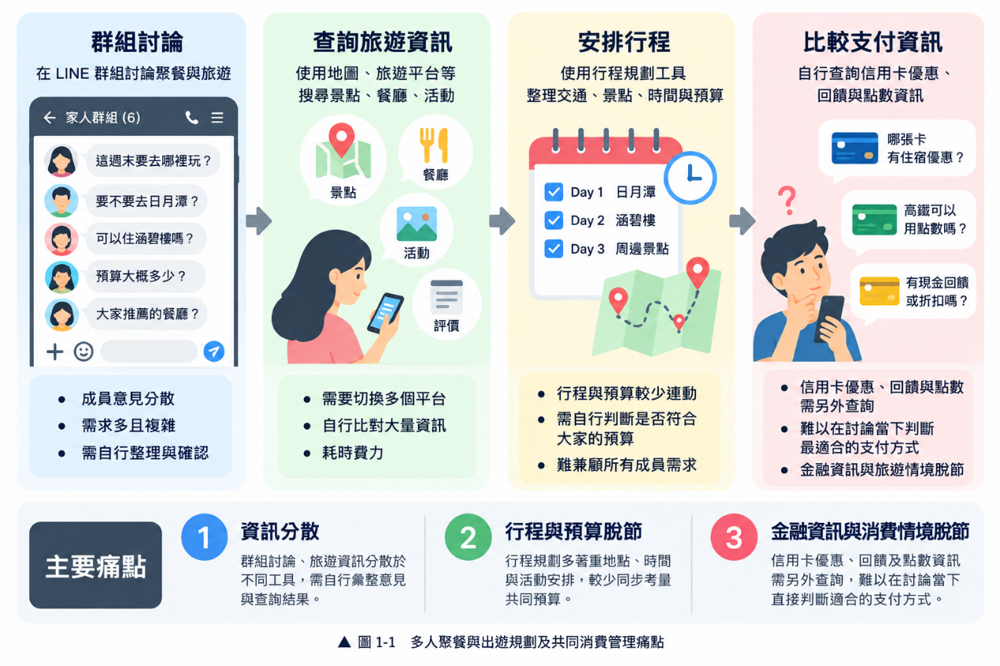 群組討論
在 LINE 群組討論聚餐與旅遊
家人群組 (6)
這週末要去哪裡玩？
要不要去日月潭？
可以住涵碧樓嗎？
預算大概多少？
大家推薦的餐廳？
• 成員意見分散
• 需求多且複雜
• 需自行整理與確認
查詢旅遊資訊
使用地圖、旅遊平台等
搜尋景點、餐廳、活動
景點
餐廳
活動
評價
• 需要切換多個平台
• 自行比對大量資訊
• 耗時費力
安排行程
使用行程規劃工具
整理交通、景點、時間與預算
Day 1 日月潭
Day 2 涵碧樓
Day 3 周邊景點
• 行程與預算較少連動
• 需自行判斷是否符合
大家的預算
• 難兼顧所有成員需求
比較支付資訊
自行查詢信用卡優惠、
回饋與點數資訊
哪張卡
有住宿優惠？
?
高鐵可以
用點數嗎？
有現金回饋
或折扣嗎？
• 信用卡優惠、回饋與點數
需另外查詢
• 難以在討論當下判斷
最適合的支付方式
• 金融資訊與旅遊情境脫節
主要痛點
1
資訊分散
群組討論、旅遊資訊分散於
不同工具，需自行彙整意見
與查詢結果。
2
行程與預算脫節
行程規劃多著重地點、時間
與活動安排，較少同步考量
共同預算。
3
金融資訊與消費情境脫節
信用卡優惠、回饋及點數資訊
需另外查詢，難以在討論當下
直接判斷適合的支付方式。
▲ 圖 1-1 多人聚餐與出遊規劃及共同消費管理痛點